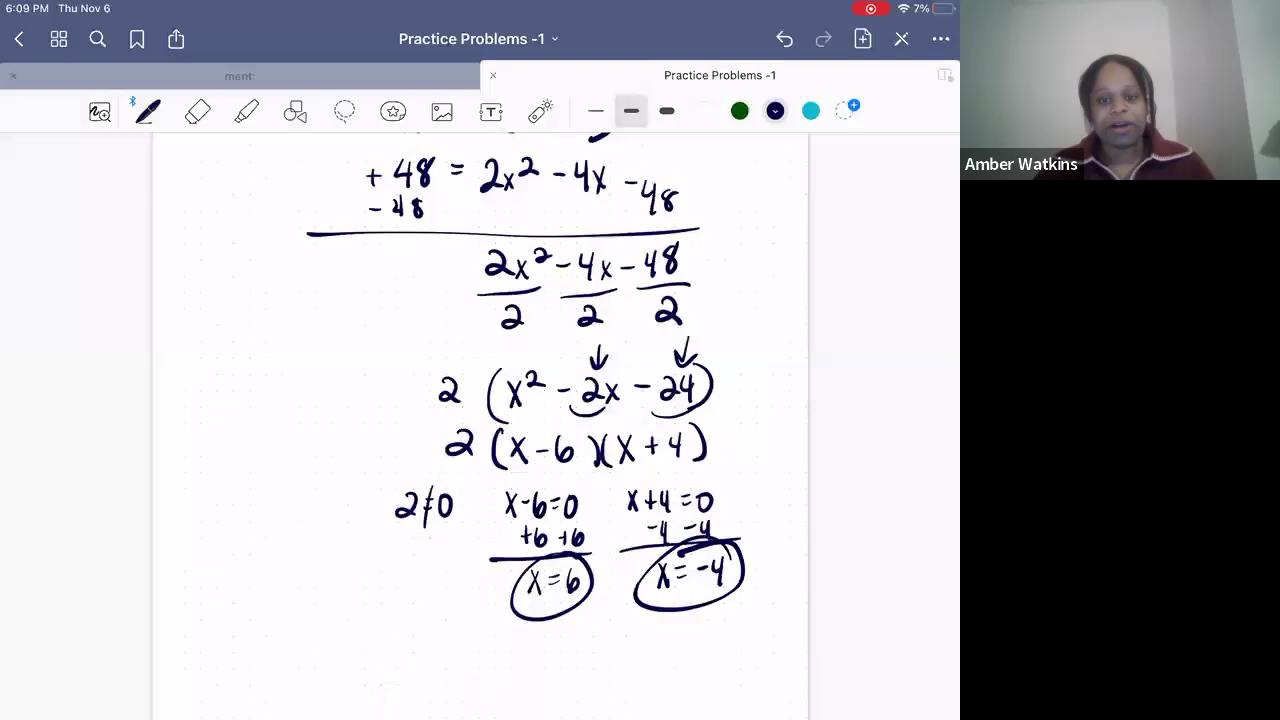 6:09 PM Thu Nov 6 7%
Practice Problems -1
ment
Practice Problems -1
Amber Watkins
+ 48 = 2x² - 4x - 48
- 48
2x² - 4x - 48
2 2 2
2 (x² - 2x - 24)
2 (x - 6)(x + 4)
2≠0 x-6=0 x+4=0
+6 +6 -4 -4
x=6 x=-4